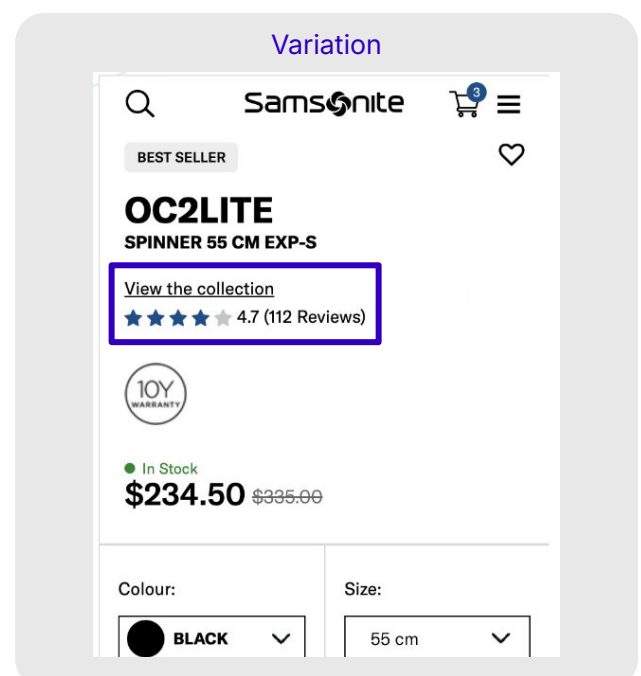 Variation
Samsonite
3
BEST SELLER
OC2LITE
SPINNER 55 CM EXP-S
View the collection
4.7 (112 Reviews)
10Y
WARRANTY
In Stock
$234.50 $335.00
Colour: Size:
BLACK 55 cm